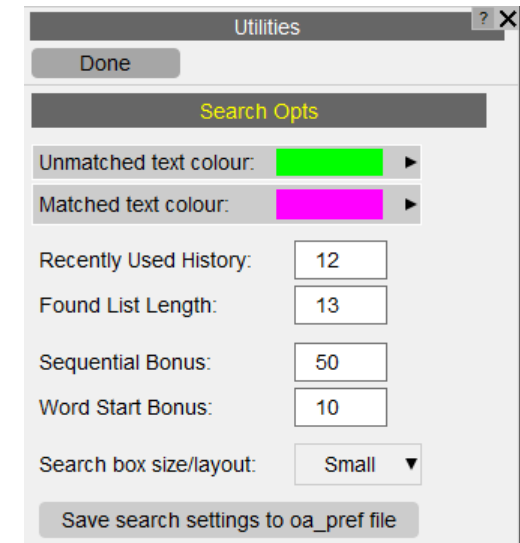 Utilities
?
Done
Search Opts
Unmatched text colour:
Matched text colour:
Recently Used History: 12
Found List Length: 13
Sequential Bonus: 50
Word Start Bonus: 10
Search box size/layout: Small
Save search settings to oa_pref file